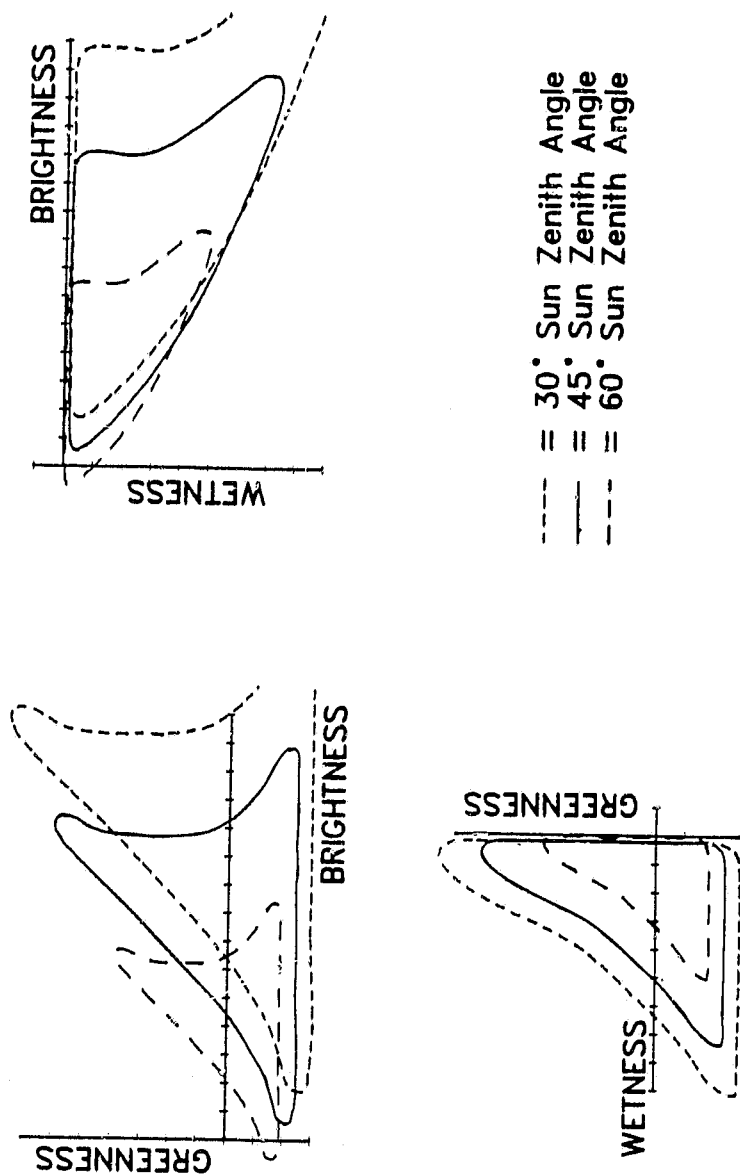 BRIGHTNESS
WETNESS
GREENNESS
BRIGHTNESS
GREENNESS
WETNESS
= 30° Sun Zenith Angle
= 45° Sun Zenith Angle
= 60° Sun Zenith Angle